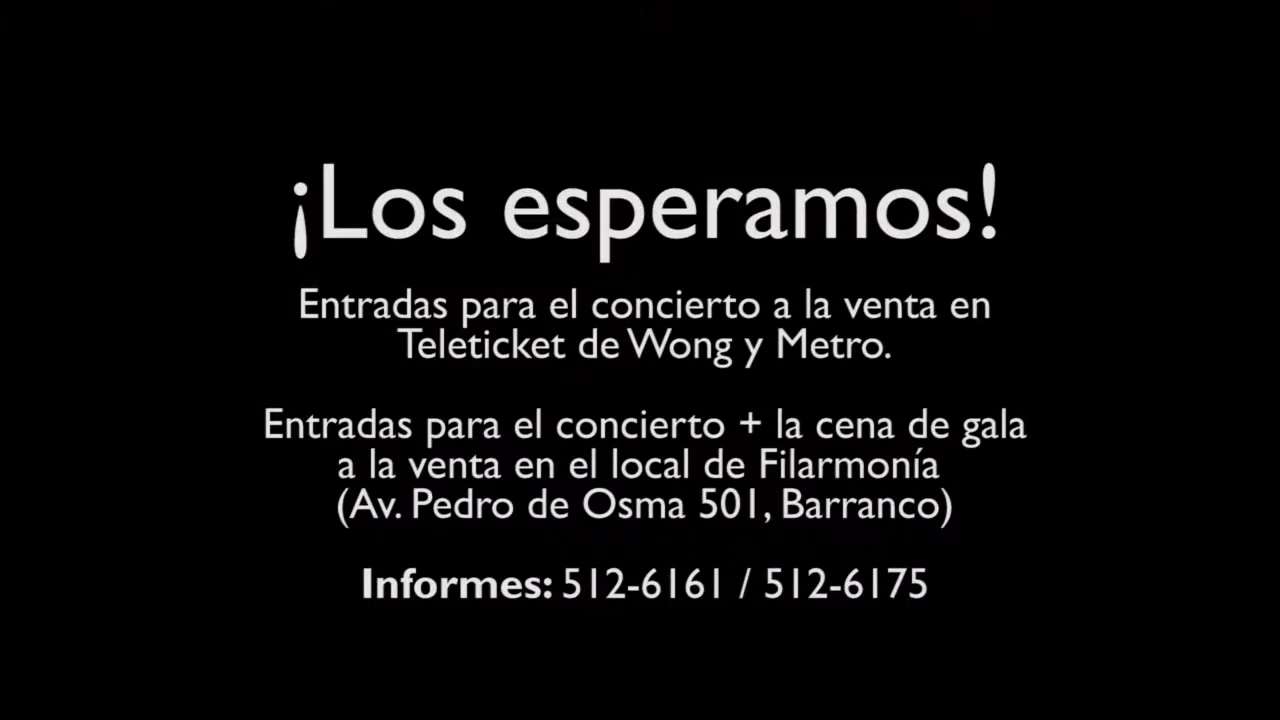 ¡Los esperamos!
Entradas para el concierto a la venta en
Teleticket de Wong y Metro.
Entradas para el concierto + la cena de gala
a la venta en el local de Filarmonía
(Av. Pedro de Osma 501, Barranco)
Informes: 512-6161 / 512-6175